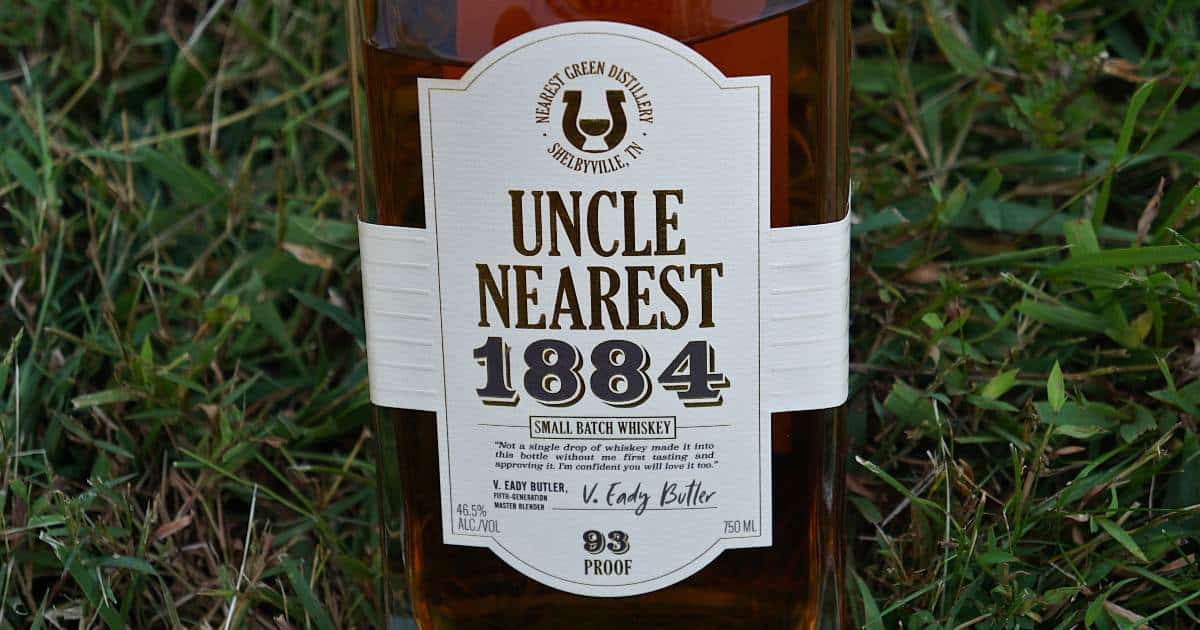 NEAREST GREEN DISTILLERY
SHELBYVILLE, TN
UNCLE
NEAREST
1884
SMALL BATCH WHISKEY
"Not a single drop of whiskey made it into
this bottle without me first tasting and
approving it. I'm confident you will love it too."
V. EADY BUTLER,
FIFTH-GENERATION
MASTER BLENDER
V. Eady Butler
46.5%
ALC./VOL
750 ML
93
PROOF